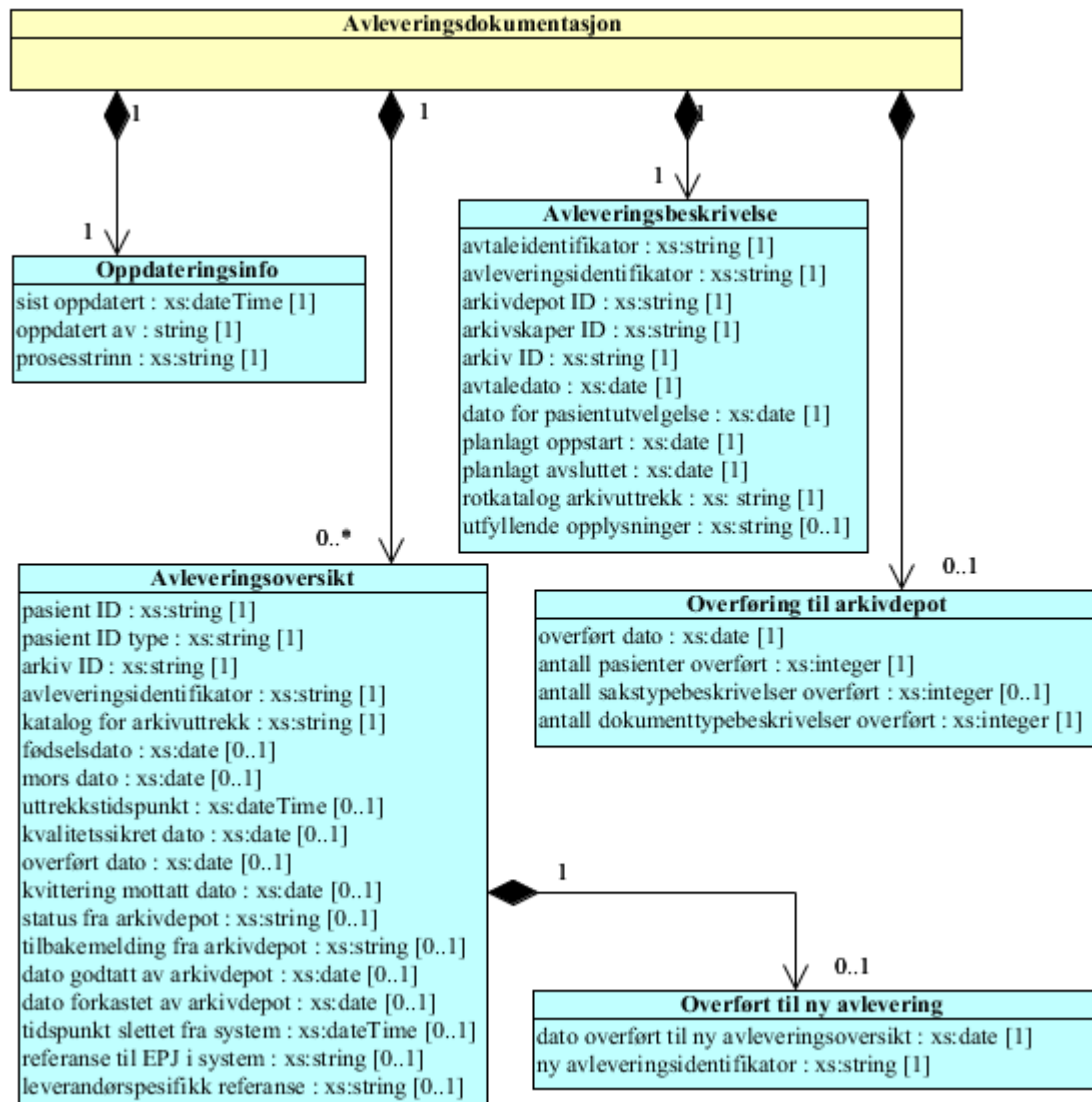 Avleveringsdokumentasjon
1
1
1
1
Oppdateringsinfo
sist oppdatert : xs:dateTime [1]
oppdatert av : string [1]
prosesstrinn : xs:string [1]
1
Avleveringsbeskrivelse
avtaleidentifikator : xs:string [1]
avleveringsidentifikator : xs:string [1]
arkivdepot ID : xs:string [1]
arkivskaper ID : xs:string [1]
arkiv ID : xs:string [1]
avtaledato : xs:date [1]
dato for pasientutvelgelse : xs:date [1]
planlagt oppstart : xs:date [1]
planlagt avsluttet : xs:date [1]
rotkatalog arkivuttrekk : xs: string [1]
utfyllende opplysninger : xs:string [0..1]
0..*
Avleveringsoversikt
pasient ID : xs:string [1]
pasient ID type : xs:string [1]
arkiv ID : xs:string [1]
avleveringsidentifikator : xs:string [1]
katalog for arkivuttrekk : xs:string [1]
fødselsdato : xs:date [0..1]
mors dato : xs:date [0..1]
uttrekkstidspunkt : xs:dateTime [0..1]
kvalitetssikret dato : xs:date [0..1]
overført dato : xs:date [0..1]
kvittering mottatt dato : xs:date [0..1]
status fra arkivdepot : xs:string [0..1]
tilbakemelding fra arkivdepot : xs:string [0..1]
dato godtatt av arkivdepot : xs:date [0..1]
dato forkastet av arkivdepot : xs:date [0..1]
tidspunkt slettet fra system : xs:dateTime [0..1]
referanse til EPJ i system : xs:string [0..1]
leverandørspesifikk referanse : xs:string [0..1]
0..1
Overføring til arkivdepot
overført dato : xs:date [1]
antall pasienter overført : xs:integer [1]
antall sakstypebeskrivelser overført : xs:integer [0..1]
antall dokumenttypebeskrivelser overført : xs:integer [1]
1
0..1
Overført til ny avlevering
dato overført til ny avleveringsoversikt : xs:date [1]
ny avleveringsidentifikator : xs:string [1]